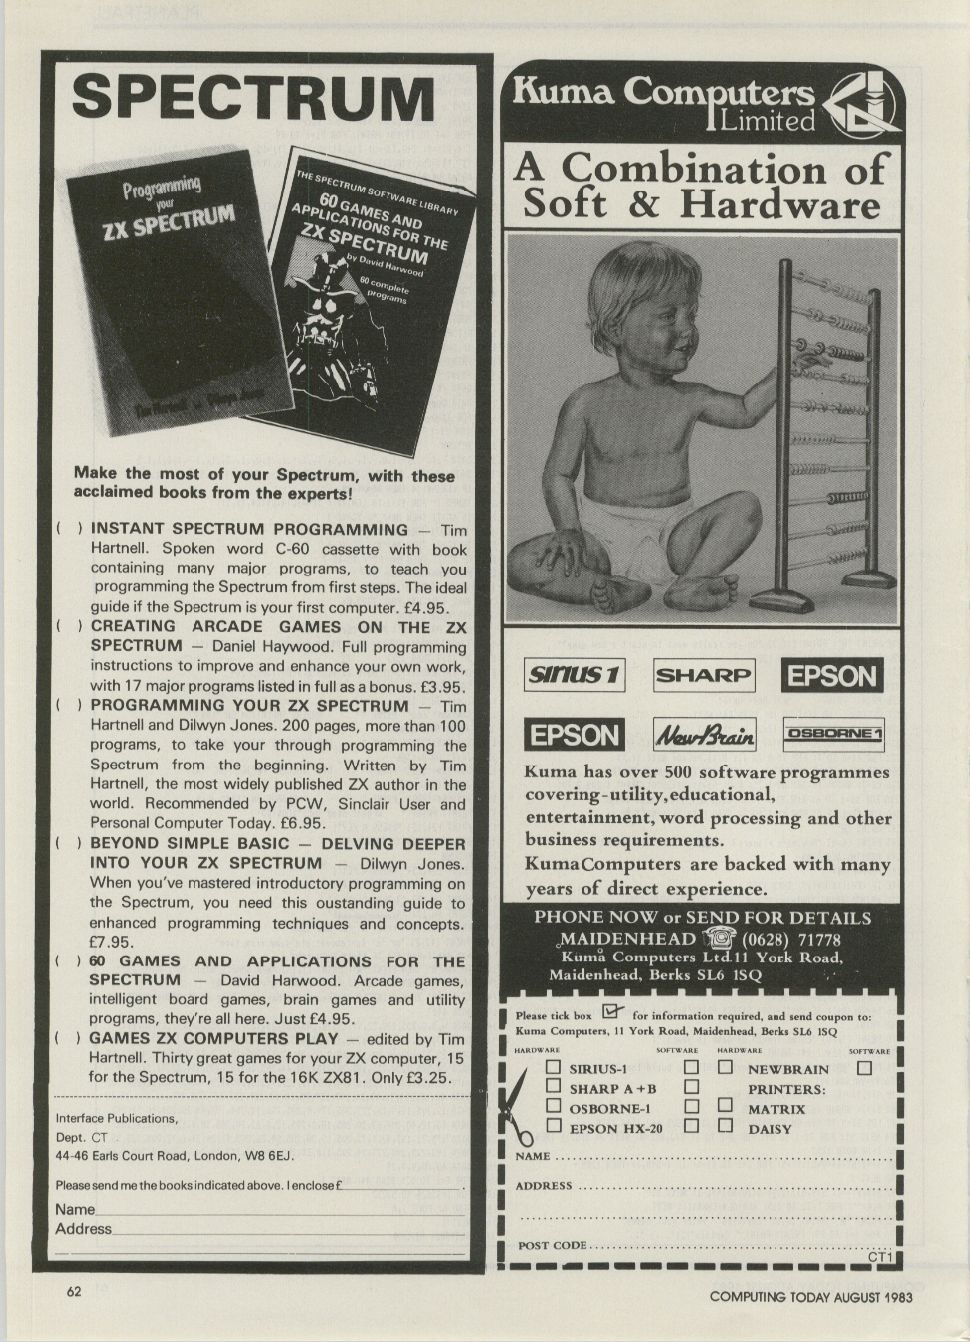 SPECTRUM
Programming
your
ZX SPECTRUM
THE SPECTRUM SOFTWARE LIBRARY
60 GAMES AND
APPLICATIONS FOR THE
ZX SPECTRUM
by David Harwood
60 complete
programs
Make the most of your Spectrum, with these
acclaimed books from the experts!
( ) INSTANT SPECTRUM PROGRAMMING — Tim
Hartnell. Spoken word C-60 cassette with book
containing many major programs, to teach you
programming the Spectrum from first steps. The ideal
guide if the Spectrum is your first computer. £4.95.
( ) CREATING ARCADE GAMES ON THE ZX
SPECTRUM — Daniel Haywood. Full programming
instructions to improve and enhance your own work,
with 17 major programs listed in full as a bonus. £3.95.
( ) PROGRAMMING YOUR ZX SPECTRUM — Tim
Hartnell and Dilwyn Jones. 200 pages, more than 100
programs, to take your through programming the
Spectrum from the beginning. Written by Tim
Hartnell, the most widely published ZX author in the
world. Recommended by PCW, Sinclair User and
Personal Computer Today. £6.95.
( ) BEYOND SIMPLE BASIC — DELVING DEEPER
INTO YOUR ZX SPECTRUM — Dilwyn Jones.
When you've mastered introductory programming on
the Spectrum, you need this oustanding guide to
enhanced programming techniques and concepts.
£7.95.
( ) 60 GAMES AND APPLICATIONS FOR THE
SPECTRUM — David Harwood. Arcade games,
intelligent board games, brain games and utility
programs, they're all here. Just £4.95.
( ) GAMES ZX COMPUTERS PLAY — edited by Tim
Hartnell. Thirty great games for your ZX computer, 15
for the Spectrum, 15 for the 16K ZX81. Only £3.25.
Interface Publications,
Dept. CT
44-46 Earls Court Road, London, W8 6EJ.
Please send me the books indicated above. I enclose £
Name
Address
Kuma Computers
Limited
A Combination of
Soft & Hardware
sirius 1 SHARP EPSON
EPSON NewBrain OSBORNE 1
Kuma has over 500 software programmes
covering-utility,educational,
entertainment, word processing and other
business requirements.
Kuma Computers are backed with many
years of direct experience.
PHONE NOW or SEND FOR DETAILS
MAIDENHEAD (0628) 71778
Kuma Computers Ltd.11 York Road,
Maidenhead, Berks SL6 1SQ
Please tick box for information required, and send coupon to:
Kuma Computers, 11 York Road, Maidenhead, Berks SL6 1SQ
HARDWARE SOFTWARE HARDWARE SOFTWARE
SIRIUS-1 NEWBRAIN
SHARP A+B PRINTERS:
OSBORNE-1 MATRIX
EPSON HX-20 DAISY
NAME
ADDRESS
POST CODE
CT1
62
COMPUTING TODAY AUGUST 1983